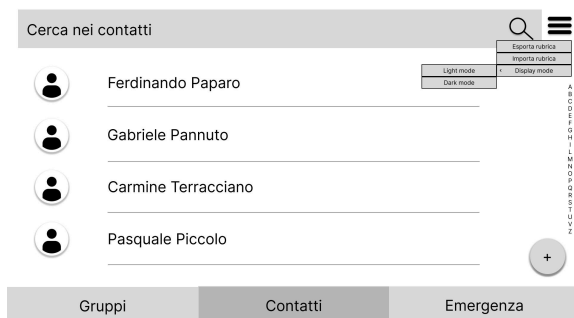 Cerca nei contatti
Esporta rubrica
Importa rubrica
‹ Display mode
Light mode
Dark mode
Ferdinando Paparo
Gabriele Pannuto
Carmine Terracciano
Pasquale Piccolo
A
B
C
D
E
F
G
H
I
L
M
N
O
P
Q
R
S
T
U
V
Z
+
Gruppi
Contatti
Emergenza